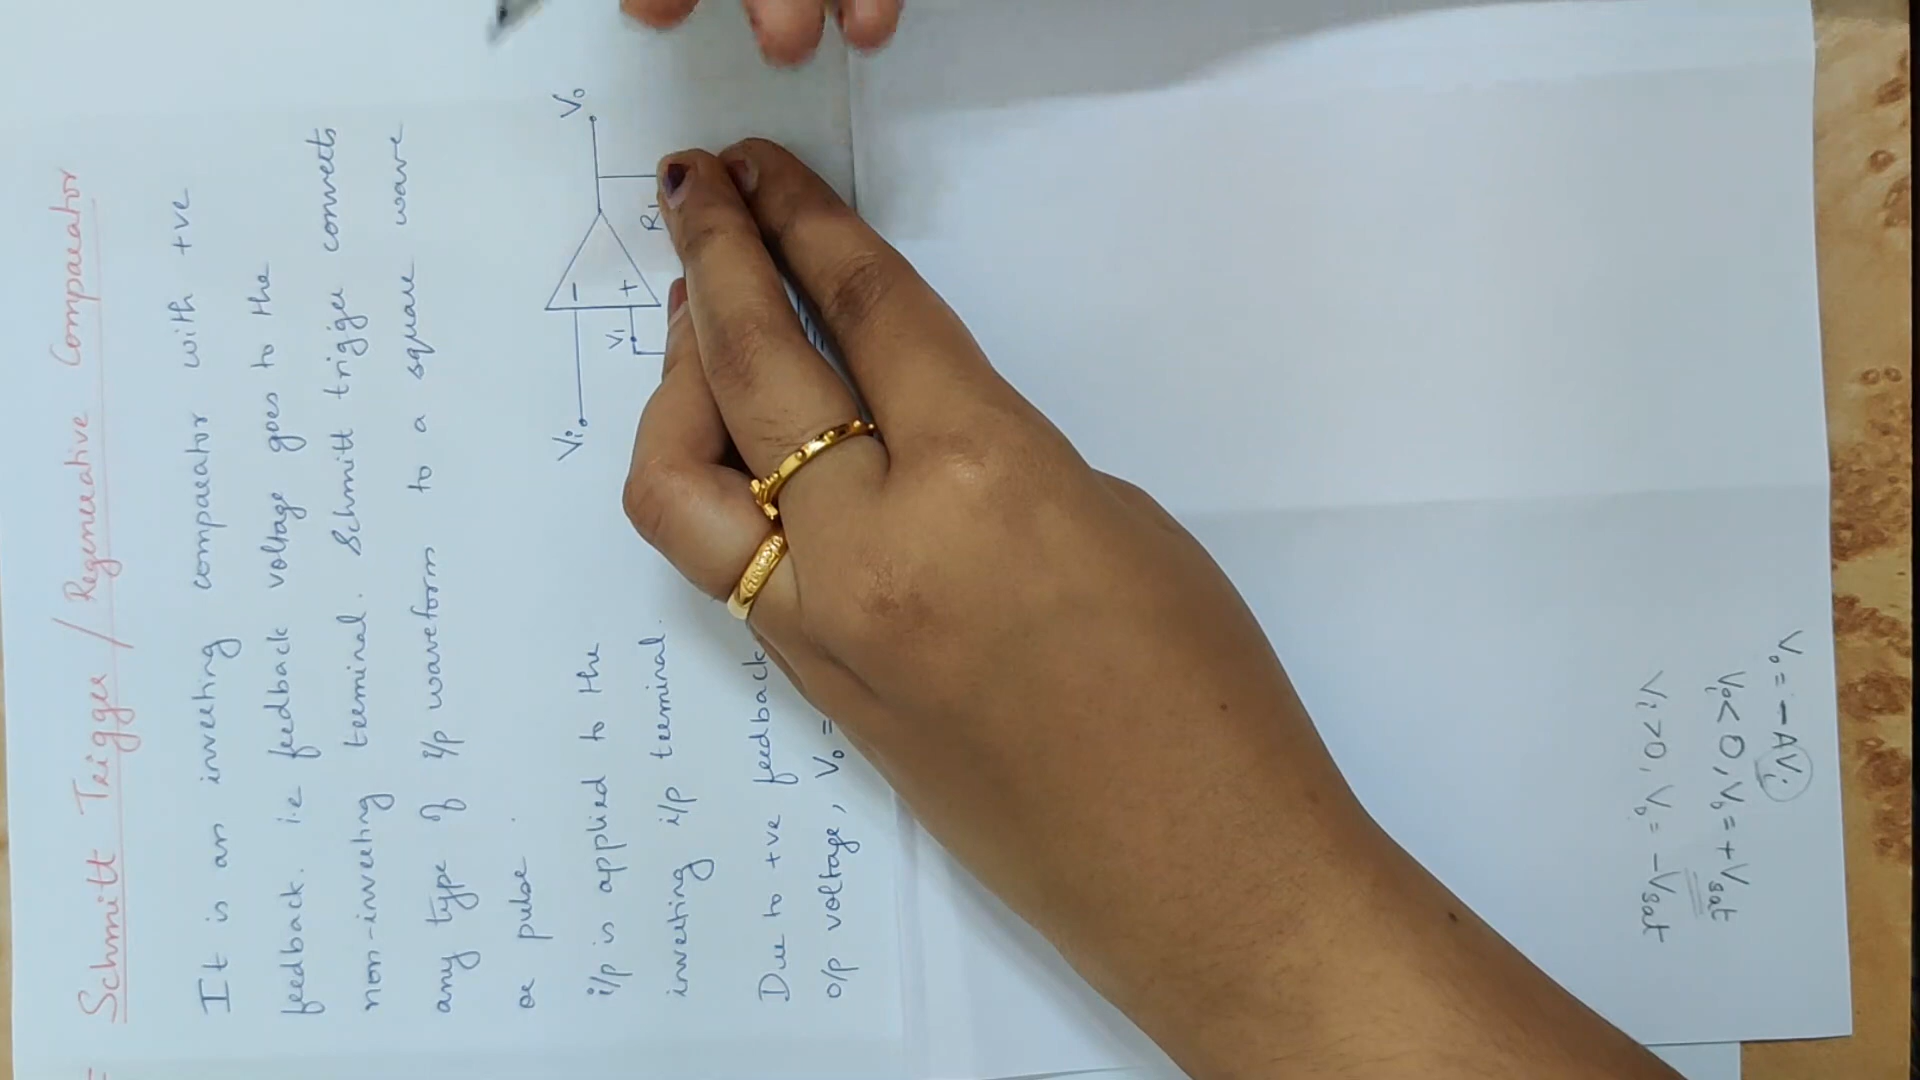 Schmitt Trigger / Regenerative Comparator
It is an inverting comparator with +ve
feedback. i.e feedback voltage goes to the
non-inverting terminal. Schmitt trigger converts
any type of i/p waveform to a square wave
or pulse.
i/p is applied to the
inverting i/p terminal.
Due to +ve feedback
o/p voltage, V₀ =
Vi
V₀
−
+
V₁
R₁
V₀ = − AVi
Vi < 0, V₀ = + Vsat
Vi > 0, V₀ = − Vsat